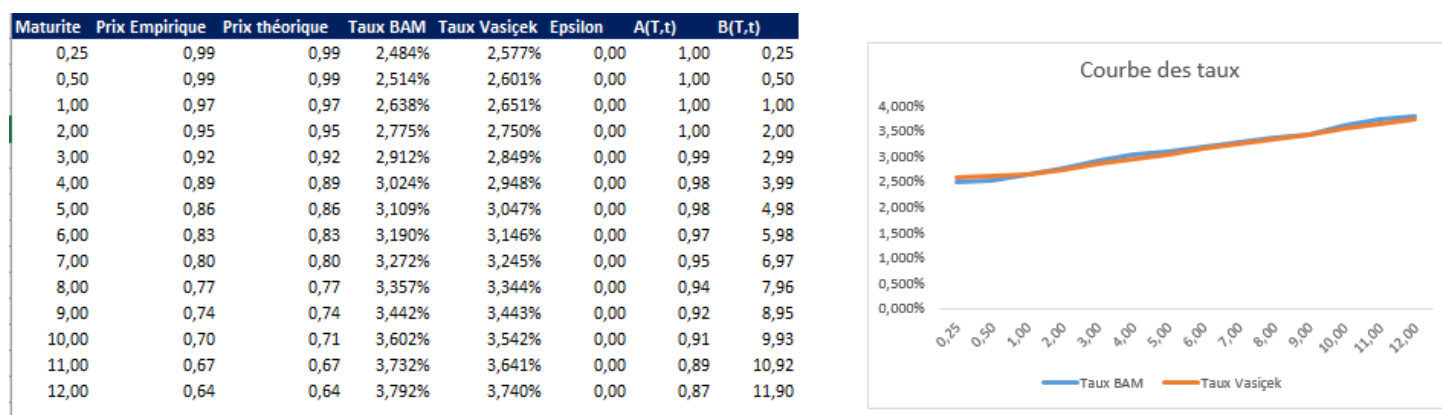 Maturite Prix Empirique Prix théorique Taux BAM Taux Vasiçek Epsilon A(T,t) B(T,t)
0,25 0,99 0,99 2,484% 2,577% 0,00 1,00 0,25
0,50 0,99 0,99 2,514% 2,601% 0,00 1,00 0,50
1,00 0,97 0,97 2,638% 2,651% 0,00 1,00 1,00
2,00 0,95 0,95 2,775% 2,750% 0,00 1,00 2,00
3,00 0,92 0,92 2,912% 2,849% 0,00 0,99 2,99
4,00 0,89 0,89 3,024% 2,948% 0,00 0,98 3,99
5,00 0,86 0,86 3,109% 3,047% 0,00 0,98 4,98
6,00 0,83 0,83 3,190% 3,146% 0,00 0,97 5,98
7,00 0,80 0,80 3,272% 3,245% 0,00 0,95 6,97
8,00 0,77 0,77 3,357% 3,344% 0,00 0,94 7,96
9,00 0,74 0,74 3,442% 3,443% 0,00 0,92 8,95
10,00 0,70 0,71 3,602% 3,542% 0,00 0,91 9,93
11,00 0,67 0,67 3,732% 3,641% 0,00 0,89 10,92
12,00 0,64 0,64 3,792% 3,740% 0,00 0,87 11,90
Courbe des taux
4,000%
3,500%
3,000%
2,500%
2,000%
1,500%
1,000%
0,500%
0,000%
0,25 0,50 1,00 2,00 3,00 4,00 5,00 6,00 7,00 8,00 9,00 10,00 11,00 12,00
Taux BAM Taux Vasiçek